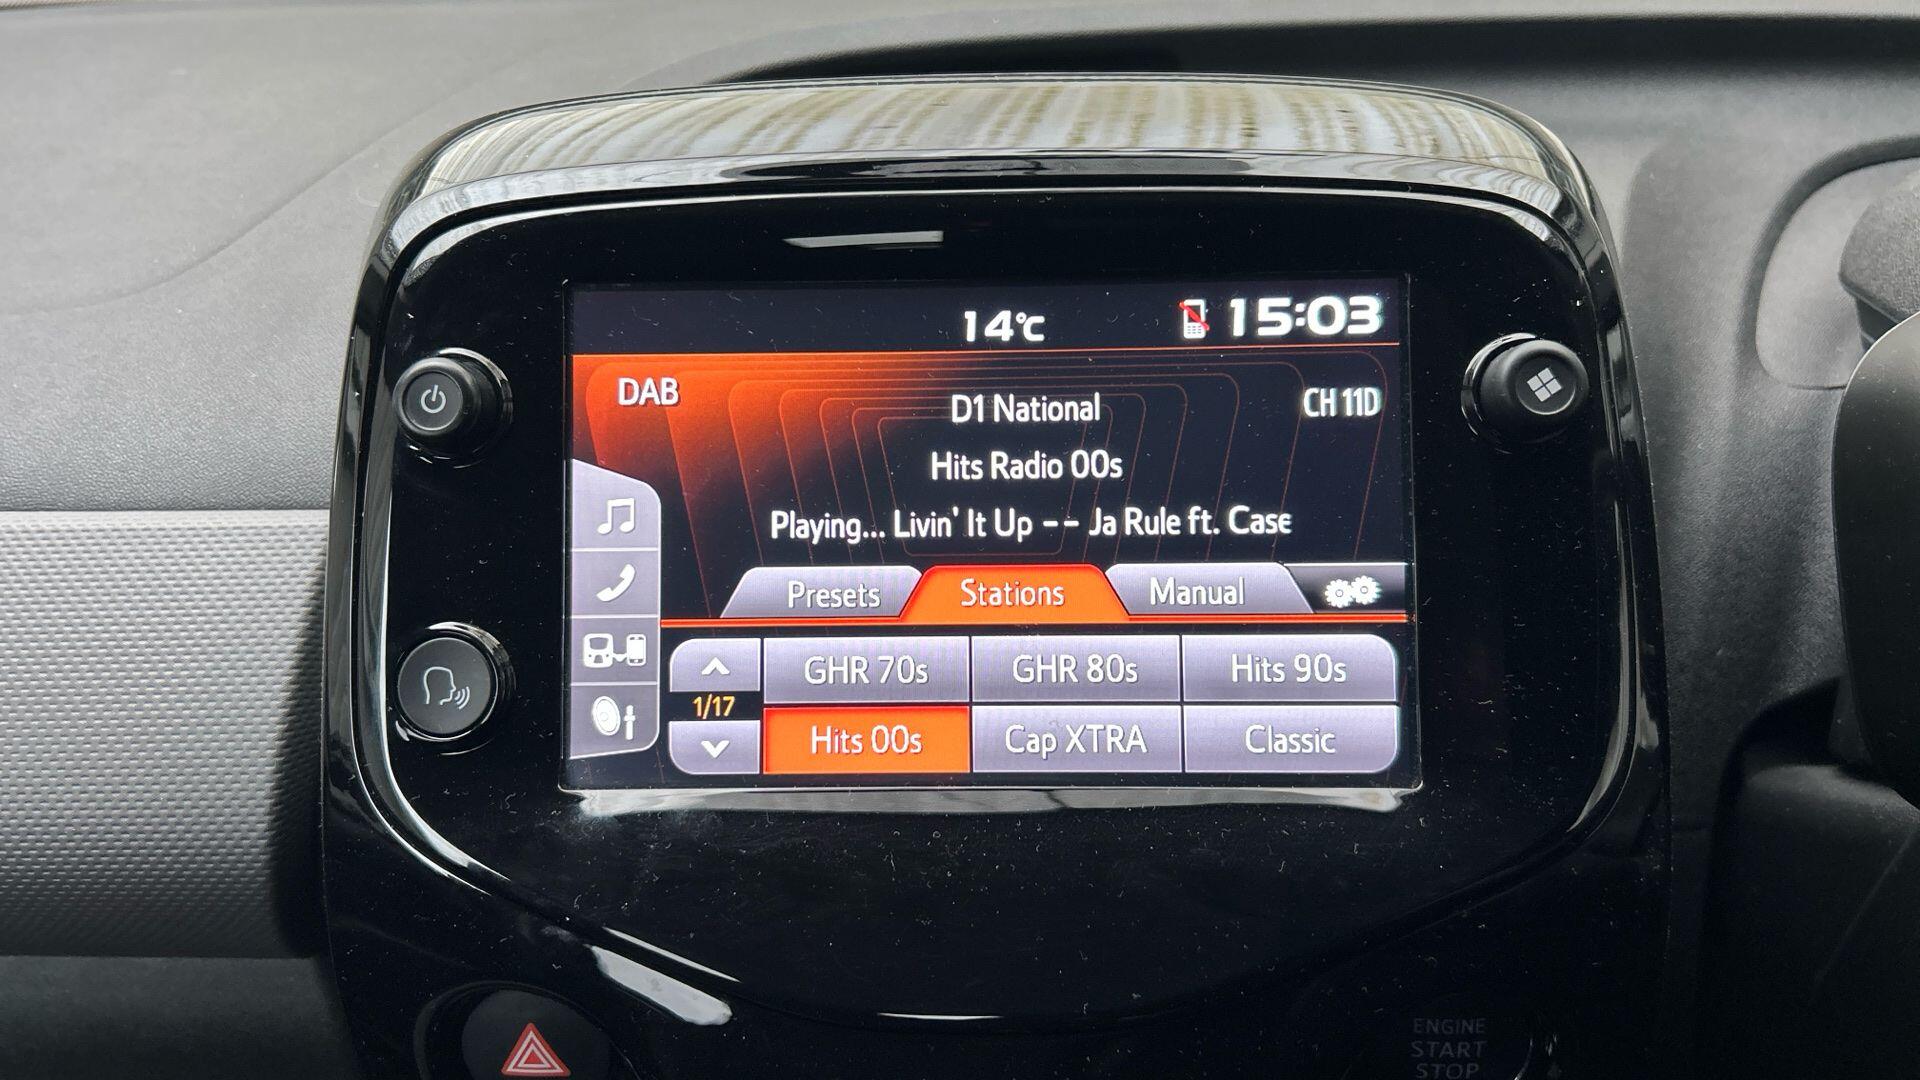 14°C
15:03
DAB
D1 National
CH 11D
Hits Radio 00s
Playing... Livin' It Up -- Ja Rule ft. Case
Presets
Stations
Manual
GHR 70s
GHR 80s
Hits 90s
1/17
Hits 00s
Cap XTRA
Classic
ENGINE
START
STOP